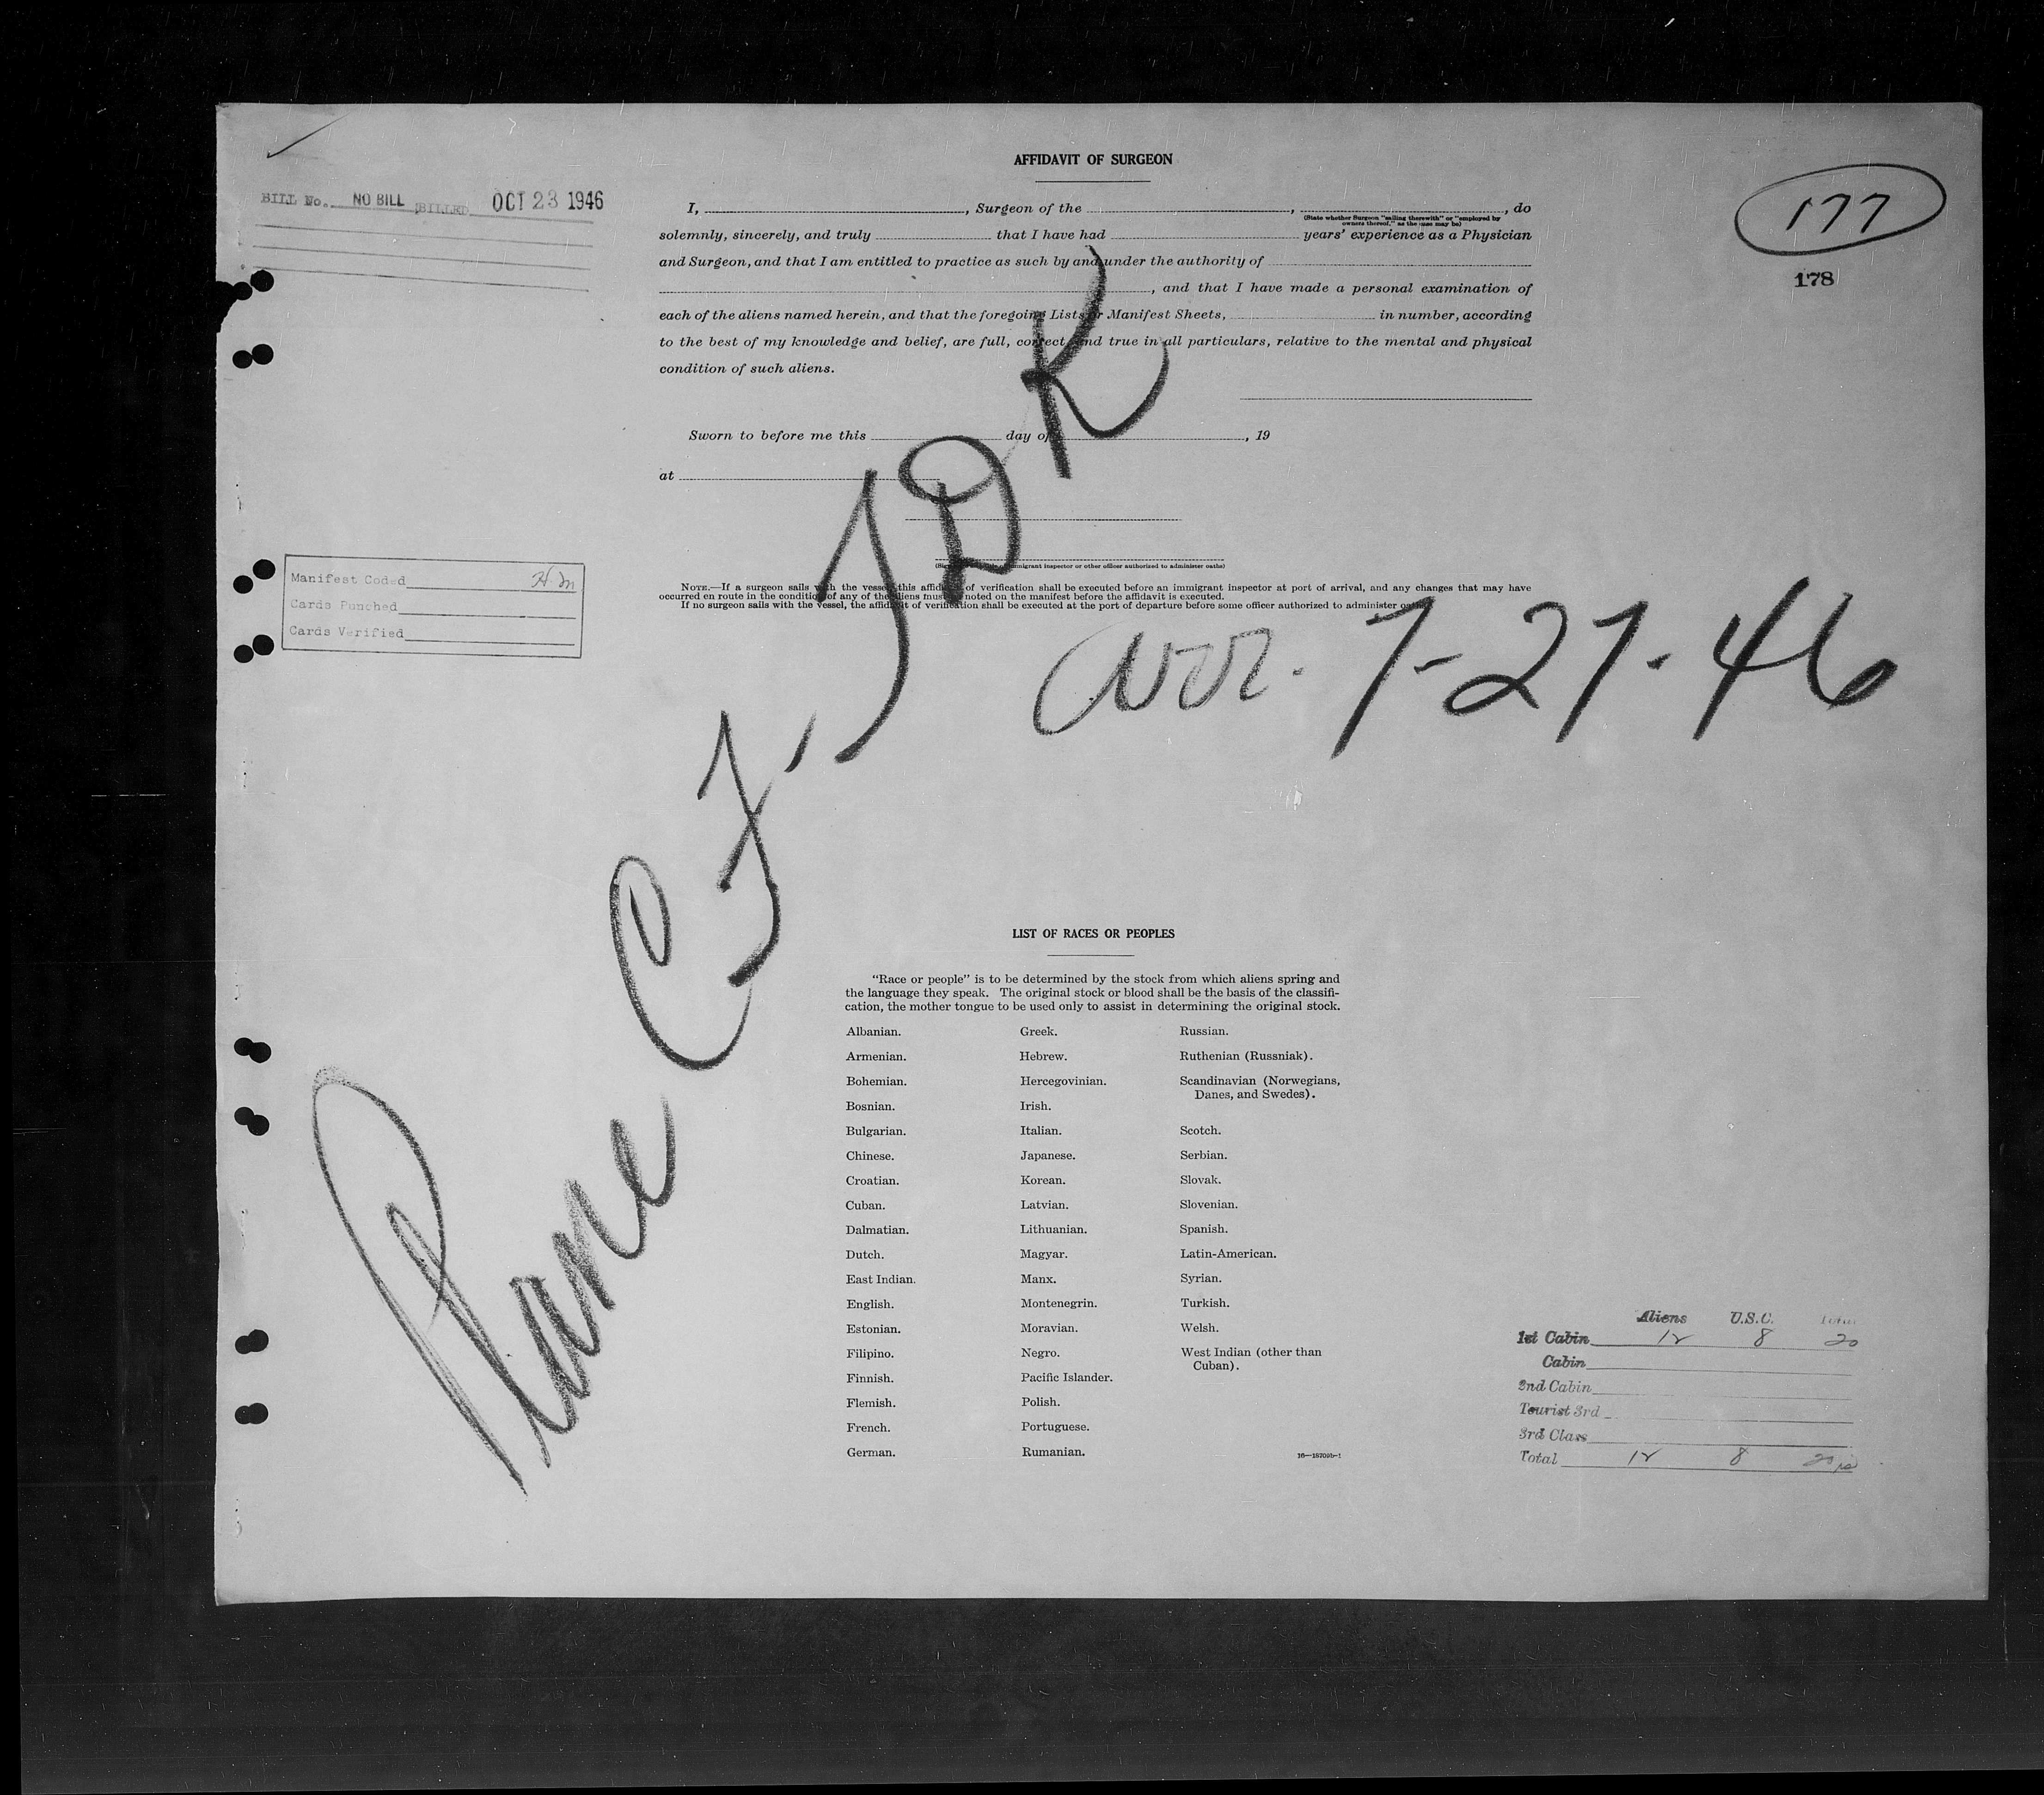 AFFIDAVIT OF SURGEON
BILL No. NO BILL BILLED OCT 23 1946
177
178
I, , Surgeon of the , , do
(State whether Surgeon "sailing therewith" or "employed by
owners thereof," as the case may be)
solemnly, sincerely, and truly that I have had years' experience as a Physician
and Surgeon, and that I am entitled to practice as such by and under the authority of
, and that I have made a personal examination of
each of the aliens named herein, and that the foregoing Lists or Manifest Sheets, in number, according
to the best of my knowledge and belief, are full, correct, and true in all particulars, relative to the mental and physical
condition of such aliens.
Sworn to before me this day of , 19
at
immigrant inspector or other officer authorized to administer oaths)
Manifest Coded
Cards Punched
Cards Verified
NOTE.—If a surgeon sails with the vessel, this affidavit of verification shall be executed before an immigrant inspector at port of arrival, and any changes that may have
occurred en route in the condition of any of the aliens must be noted on the manifest before the affidavit is executed.
If no surgeon sails with the vessel, the affidavit of verification shall be executed at the port of departure before some officer authorized to administer oaths.
Plane CF-TDK
Arr. 7-27-46
LIST OF RACES OR PEOPLES
"Race or people" is to be determined by the stock from which aliens spring and
the language they speak. The original stock or blood shall be the basis of the classifi-
cation, the mother tongue to be used only to assist in determining the original stock.
Albanian. Greek. Russian.
Armenian. Hebrew. Ruthenian (Russniak).
Bohemian. Hercegovinian. Scandinavian (Norwegians,
Danes, and Swedes).
Bosnian. Irish.
Bulgarian. Italian. Scotch.
Chinese. Japanese. Serbian.
Croatian. Korean. Slovak.
Cuban. Latvian. Slovenian.
Dalmatian. Lithuanian. Spanish.
Dutch. Magyar. Latin-American.
East Indian. Manx. Syrian.
English. Montenegrin. Turkish.
Estonian. Moravian. Welsh.
Filipino. Negro. West Indian (other than
Cuban).
Finnish. Pacific Islander.
Flemish. Polish.
French. Portuguese.
German. Rumanian.
16—18709b-1
Aliens U.S.C. Total
1st Cabin 12 8 20
Cabin
2nd Cabin
Tourist 3rd
3rd Class
Total 12 8 20